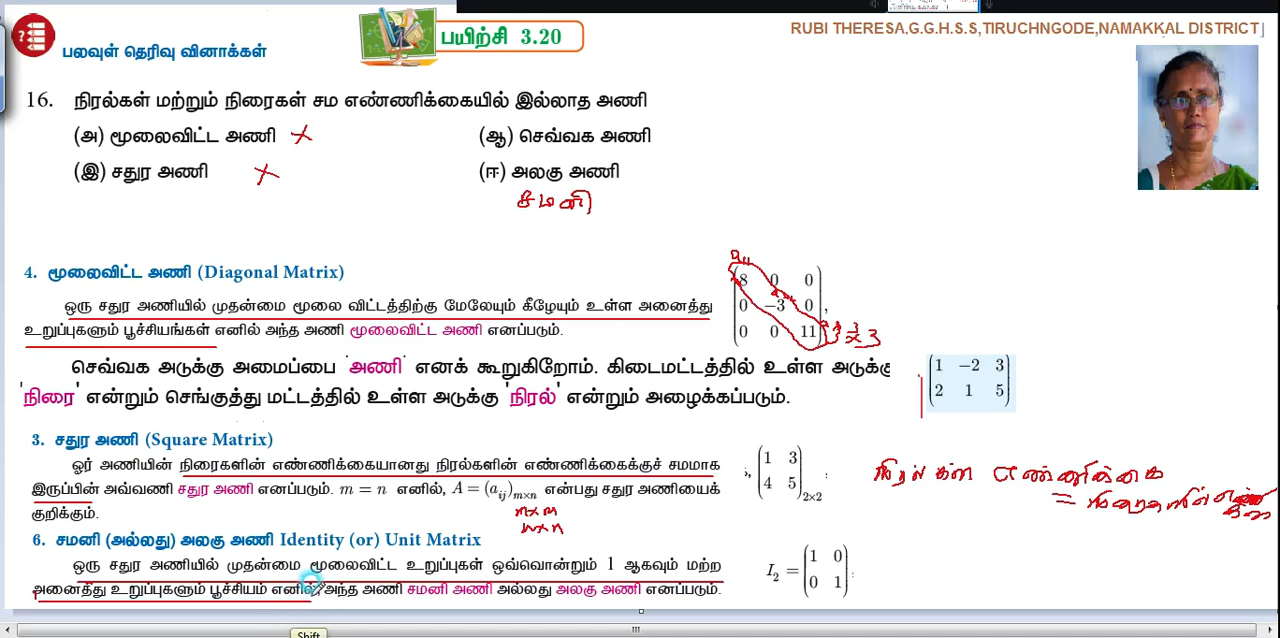 RUBI THERESA,G.G.H.S.S,TIRUCHNGODE,NAMAKKAL DISTRICT
பயிற்சி 3.20
பலவுள் தெரிவு வினாக்கள்
16. நிரல்கள் மற்றும் நிரைகள் சம எண்ணிக்கையில் இல்லாத அணி
(அ) மூலைவிட்ட அணி (ஆ) செவ்வக அணி
(இ) சதுர அணி (ஈ) அலகு அணி
சமனி
4. மூலைவிட்ட அணி (Diagonal Matrix)
ஒரு சதுர அணியில் முதன்மை மூலை விட்டத்திற்கு மேலேயும் கீழேயும் உள்ள அனைத்து
உறுப்புகளும் பூச்சியங்கள் எனில் அந்த அணி மூலைவிட்ட அணி எனப்படும்.
8 0 0
0 −3 0
0 0 11
3×3
செவ்வக அடுக்கு அமைப்பை 'அணி' எனக் கூறுகிறோம். கிடைமட்டத்தில் உள்ள அடுக்கு
'நிரை' என்றும் செங்குத்து மட்டத்தில் உள்ள அடுக்கு 'நிரல்' என்றும் அழைக்கப்படும்.
1 −2 3
2 1 5
3. சதுர அணி (Square Matrix)
ஓர் அணியின் நிரைகளின் எண்ணிக்கையானது நிரல்களின் எண்ணிக்கைக்குச் சமமாக
இருப்பின் அவ்வணி சதுர அணி எனப்படும். m = n எனில், A = (aij)m×n என்பது சதுர அணியைக்
குறிக்கும்.
m×m
n×n
1 3
4 5
2×2
எண்ணிக்கை
6. சமனி (அல்லது) அலகு அணி Identity (or) Unit Matrix
ஒரு சதுர அணியில் முதன்மை மூலைவிட்ட உறுப்புகள் ஒவ்வொன்றும் 1 ஆகவும் மற்ற
அனைத்து உறுப்புகளும் பூச்சியம் எனில், அந்த அணி சமனி அணி அல்லது அலகு அணி எனப்படும்.
I2 = 1 0
0 1
Shift